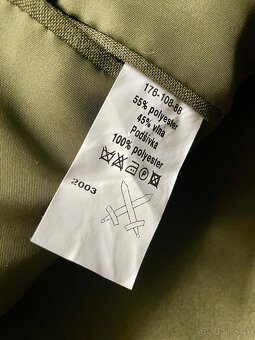 176-108-88
55% polyester
45% vlna
Podšívka
100% polyester
2003